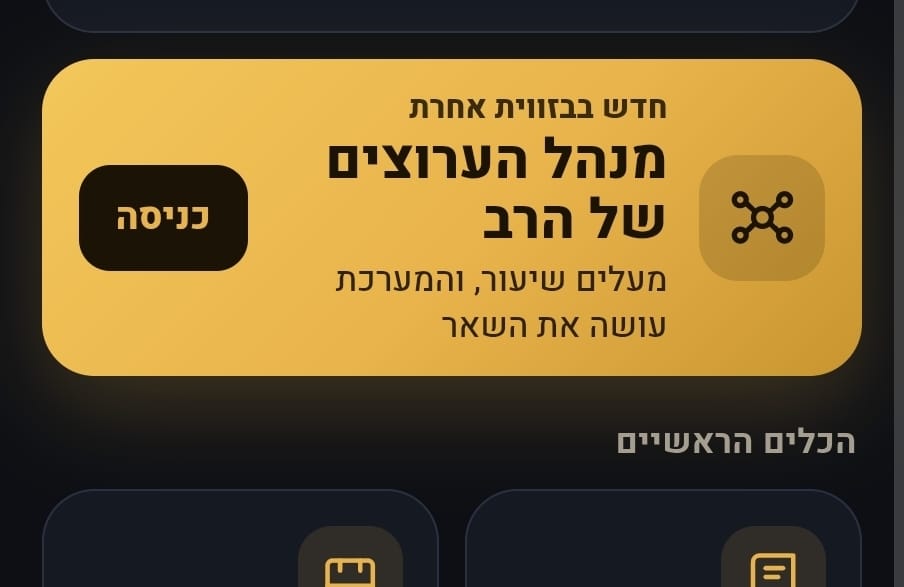 חדש בבזווית אחרת
מנהל הערוצים
של הרב
מעלים שיעור, והמערכת
עושה את השאר
כניסה
הכלים הראשיים